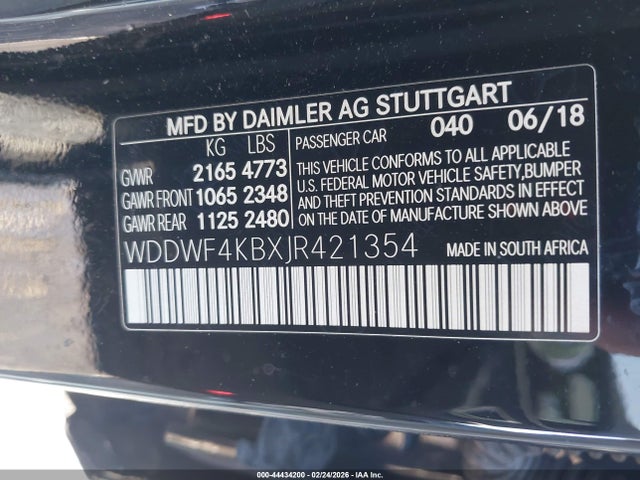 MFD BY DAIMLER AG STUTTGART
KG LBS
GVWR 2165 4773
GAWR FRONT 1065 2348
GAWR REAR 1125 2480
PASSENGER CAR 040 06/18
THIS VEHICLE CONFORMS TO ALL APPLICABLE
U.S. FEDERAL MOTOR VEHICLE SAFETY,BUMPER
AND THEFT PREVENTION STANDARDS IN EFFECT
ON THE DATE OF MANUFACTURE SHOWN ABOVE.
WDDWF4KBXJR421354 MADE IN SOUTH AFRICA
000-44434200 - 02/24/2026 - IAA Inc.